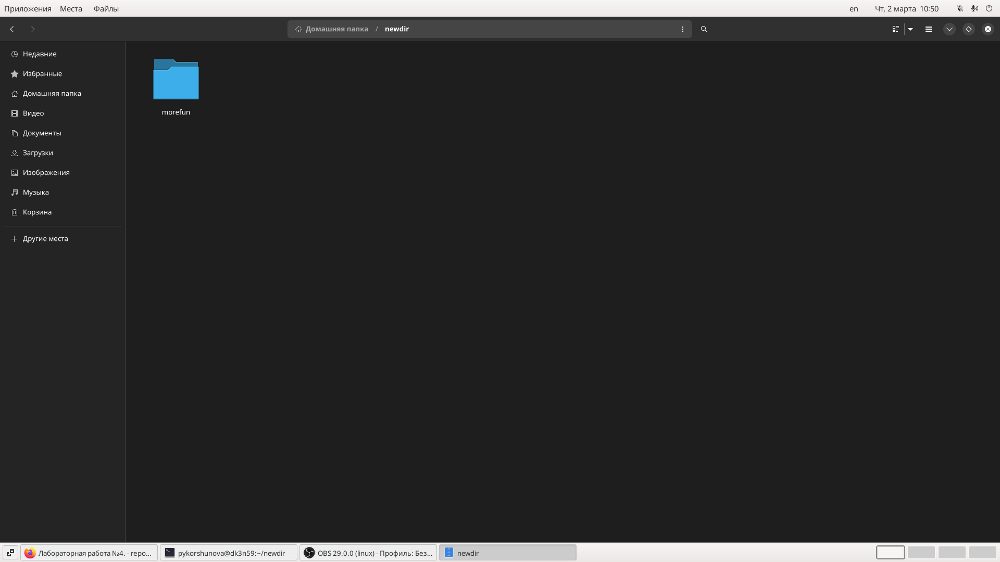 Приложения Места Файлы en Чт, 2 марта 10:50
Домашняя папка / newdir
Недавние
Избранные
Домашняя папка
Видео
Документы
Загрузки
Изображения
Музыка
Корзина
Другие места
morefun
Лабораторная работа №4. - repo... pykorshunova@dk3n59:~/newdir OBS 29.0.0 (linux) - Профиль: Без... newdir